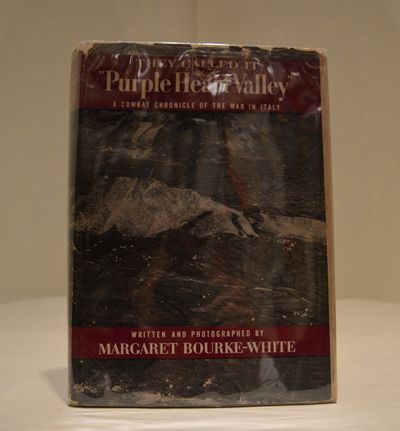 THEY CALLED IT
"Purple Heart Valley"
A COMBAT CHRONICLE OF THE WAR IN ITALY
WRITTEN AND PHOTOGRAPHED BY
MARGARET BOURKE-WHITE